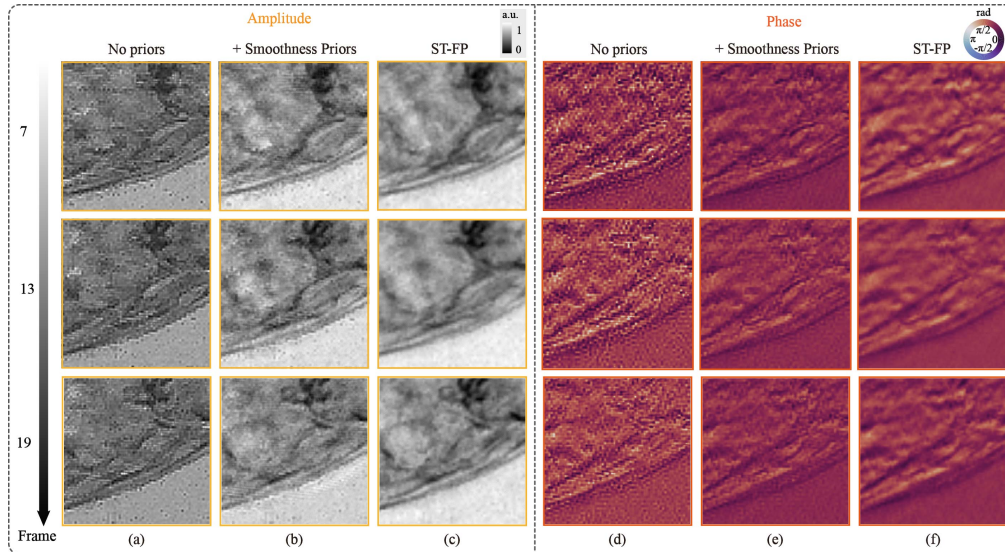 Amplitude
a.u.
1
0
No priors
+ Smoothness Priors
ST-FP
Phase
rad
π/2
π
0
-π/2
No priors
+ Smoothness Priors
ST-FP
7
13
19
Frame
(a)
(b)
(c)
(d)
(e)
(f)